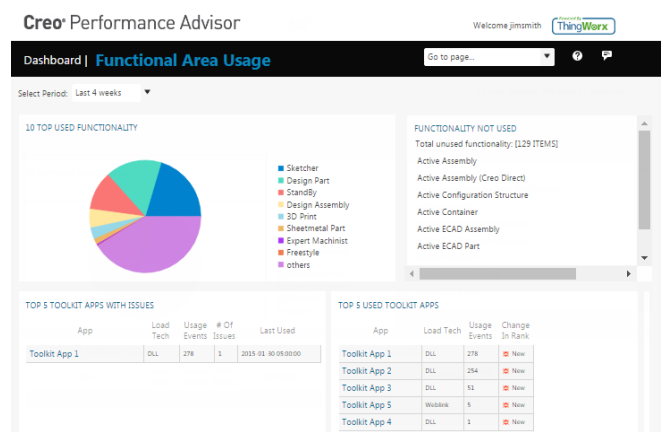 Creo® Performance Advisor
Welcome jimsmith
Powered By
ThingWorx
Dashboard | Functional Area Usage
Go to page...
?
Select Period: Last 4 weeks
10 TOP USED FUNCTIONALITY
Sketcher
Design Part
StandBy
Design Assembly
3D Print
Sheetmetal Part
Expert Machinist
Freestyle
others
FUNCTIONALITY NOT USED
Total unused functionality: [129 ITEMS]
Active Assembly
Active Assembly (Creo Direct)
Active Configuration Structure
Active Container
Active ECAD Assembly
Active ECAD Part
TOP 5 TOOLKIT APPS WITH ISSUES
App Load Tech Usage Events # Of Issues Last Used
Toolkit App 1 DLL 278 1 2015-01-30 05:00:00
TOP 5 USED TOOLKIT APPS
App Load Tech Usage Events Change In Rank
Toolkit App 1 DLL 278 New
Toolkit App 2 DLL 254 New
Toolkit App 3 DLL 51 New
Toolkit App 5 Weblink 5 New
Toolkit App 4 DLL 1 New